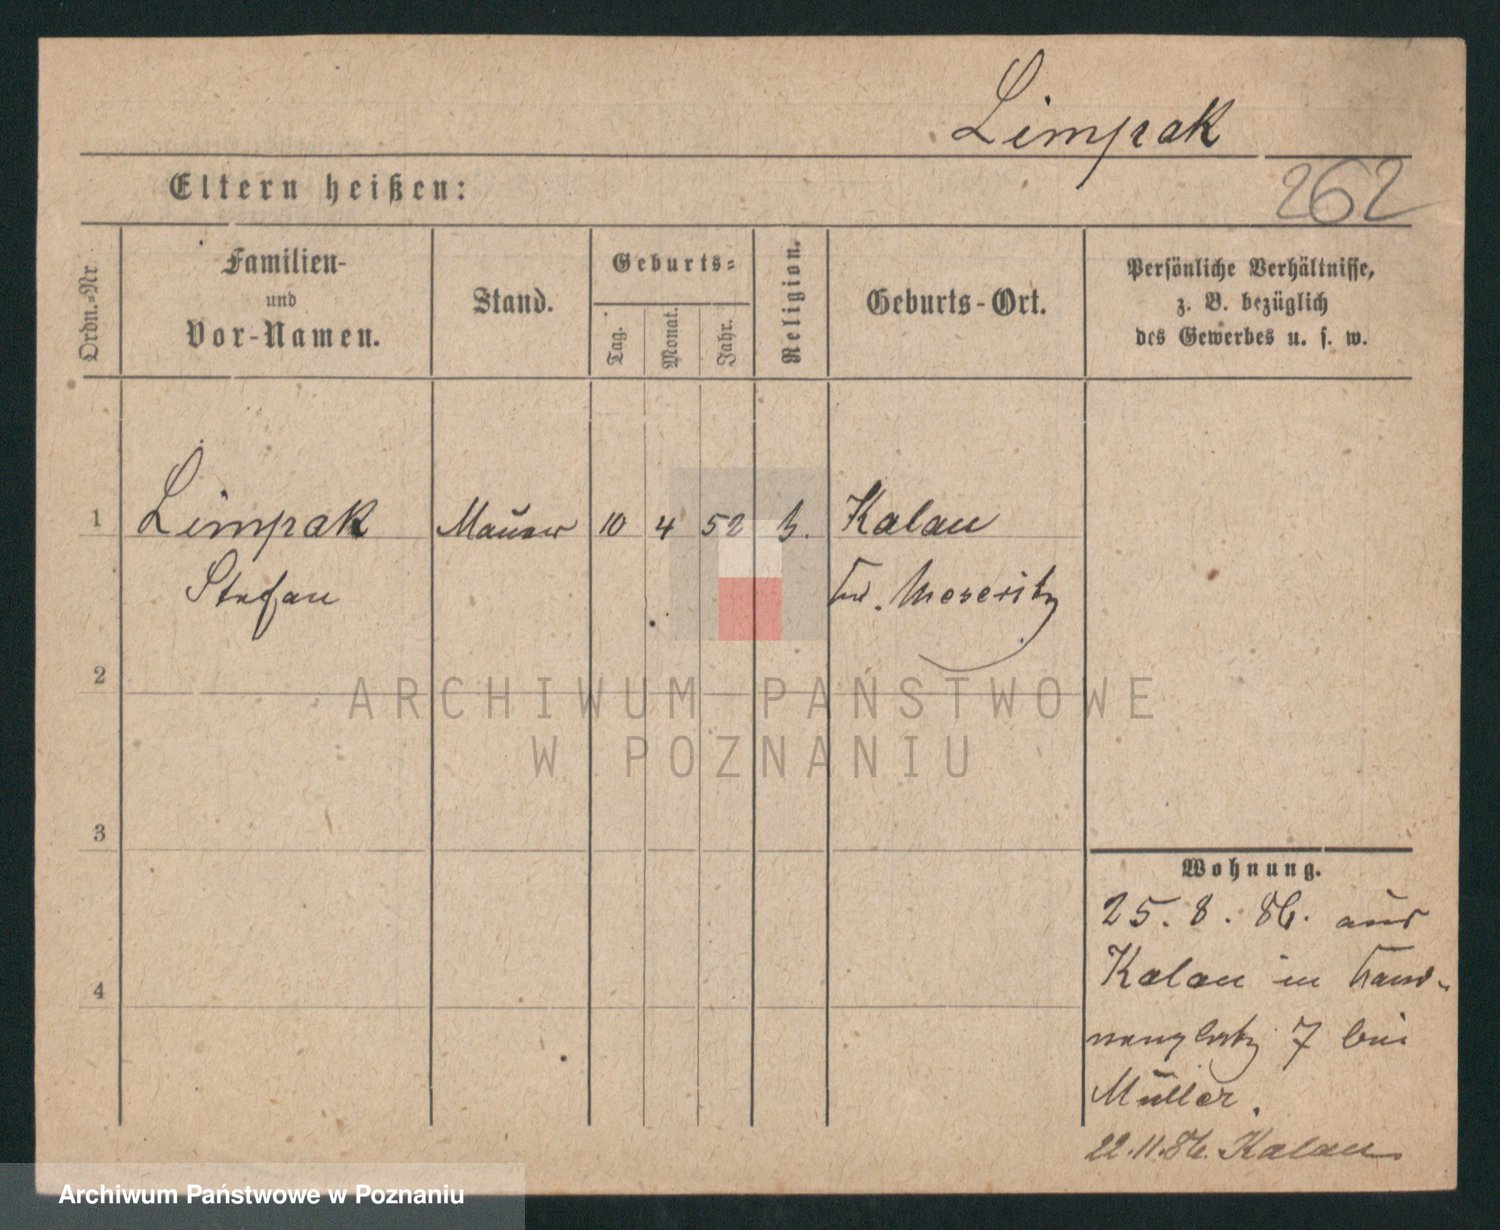 Limpak
262
Eltern heißen:
Ordn.-Nr.
Familien-
und
Vor-Namen.
Stand.
Geburts-
Tag.
Monat.
Jahr.
Religion.
Geburts-Ort.
Persönliche Verhältnisse,
z. B. bezüglich
des Gewerbes u. s. w.
1 Limpak Maurer 10 4 52 k. Kalau
Stefan Meseritz
2
ARCHIWUM PAŃSTWOWE
W POZNANIU
3
4
Wohnung.
25. 8. 86. aus
Kalau in
7 bei
Müller.
22.11.86. Kalau
Archiwum Państwowe w Poznaniu